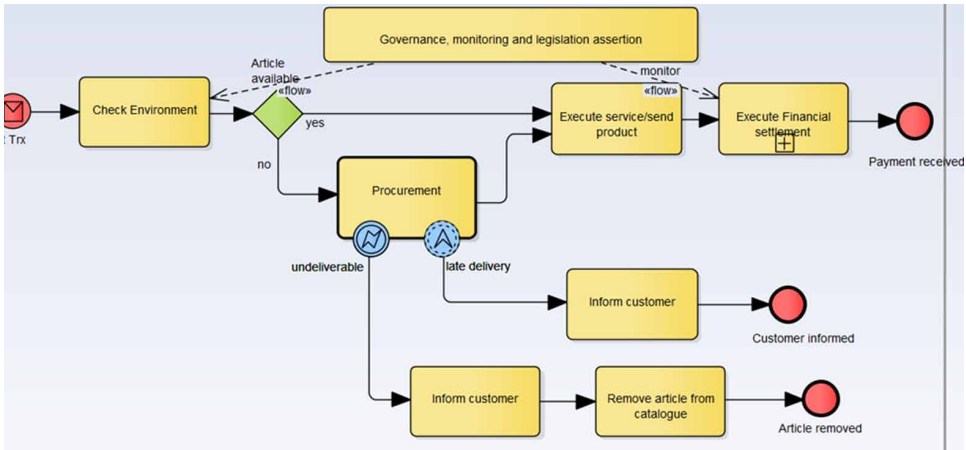 Governance, monitoring and legislation assertion
Article
available
«flow»
monitor
«flow»
Check Environment
yes
Execute service/send
product
Execute Financial
settlement
t Trx
Payment received
no
Procurement
undeliverable
late delivery
Inform customer
Customer informed
Inform customer
Remove article from
catalogue
Article removed